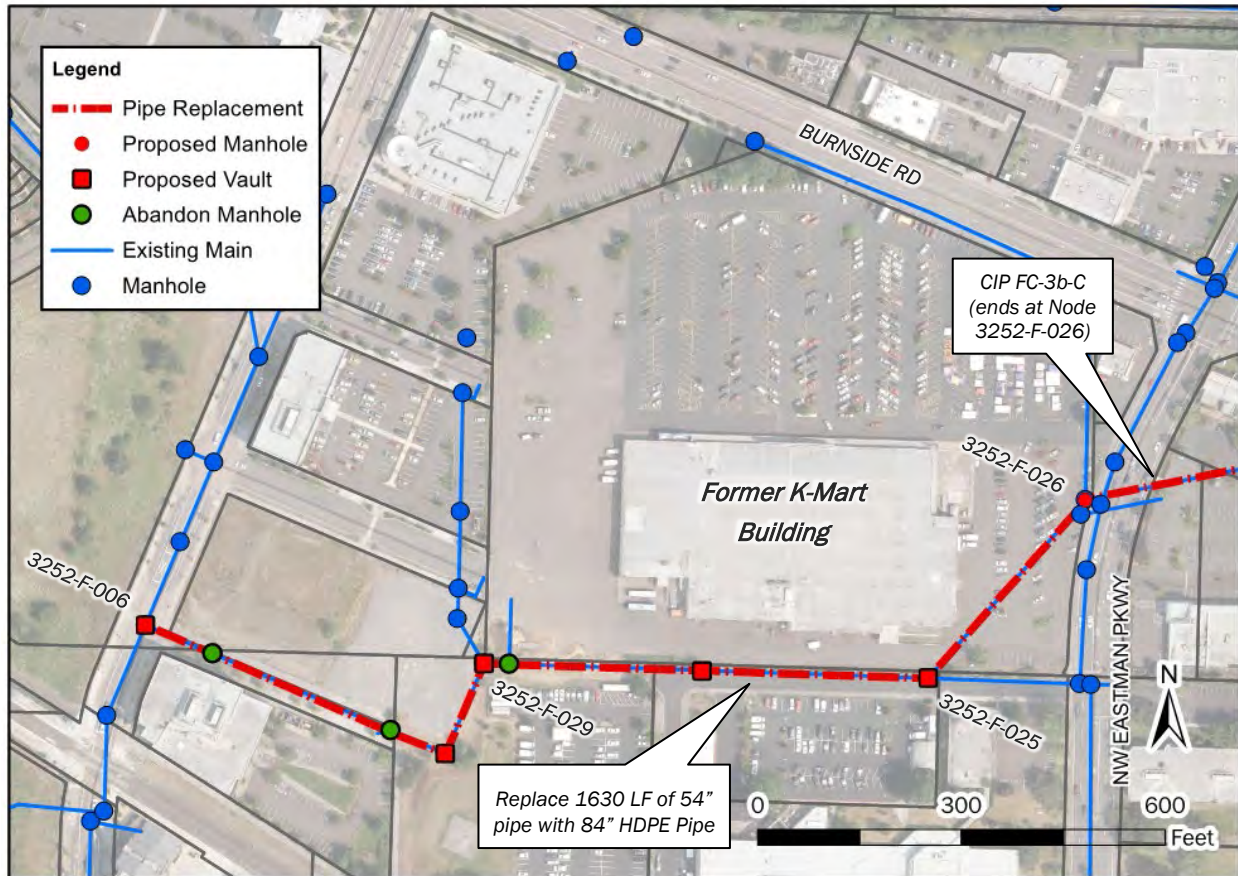 Legend
Pipe Replacement
Proposed Manhole
Proposed Vault
Abandon Manhole
Existing Main
Manhole
BURNSIDE RD
CIP FC-3b-C
(ends at Node
3252-F-026)
3252-F-026
Former K-Mart
Building
3252-F-006
3252-F-029
3252-F-025
NW EASTMAN PKWY
N
Replace 1630 LF of 54”
pipe with 84” HDPE Pipe
0 300 600
Feet